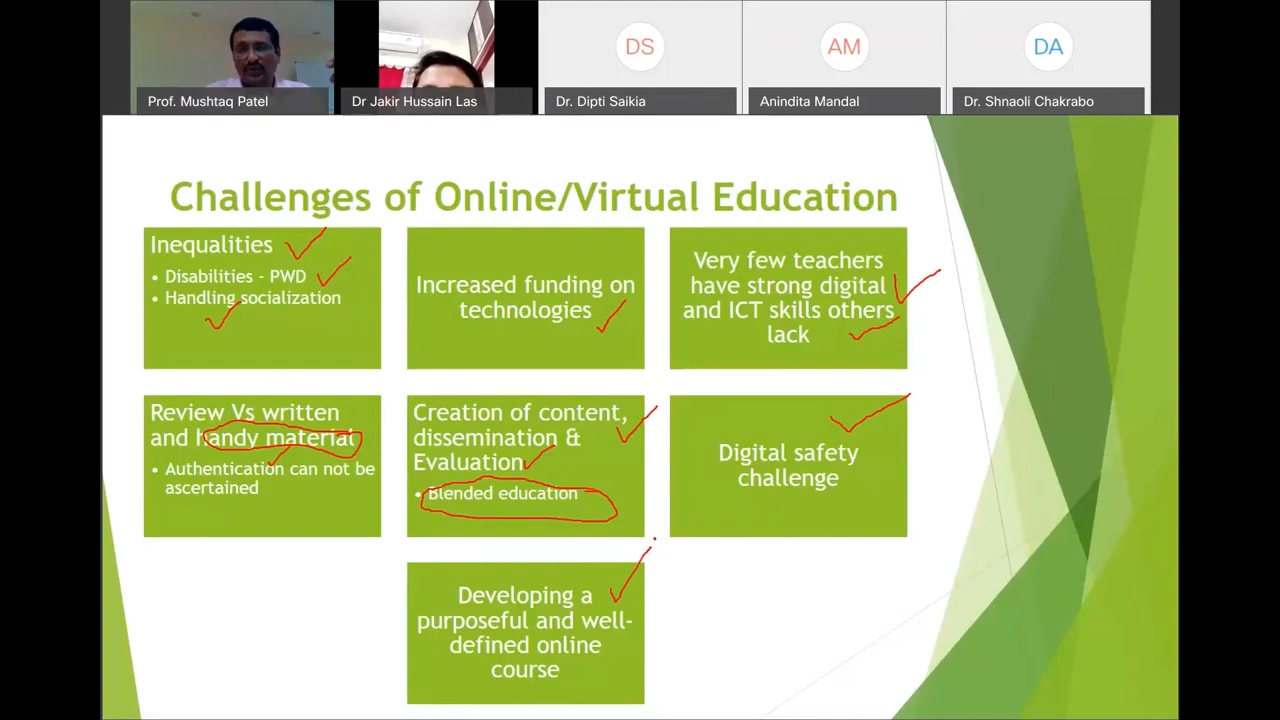 DS
AM
DA
Prof. Mushtaq Patel
Dr Jakir Hussain Las
Dr. Dipti Saikia
Anindita Mandal
Dr. Shnaoli Chakrabo
Challenges of Online/Virtual Education
Inequalities
• Disabilities - PWD
• Handling socialization
Increased funding on
technologies
Very few teachers
have strong digital
and ICT skills others
lack
Review Vs written
and handy material
• Authentication can not be
ascertained
Creation of content,
dissemination &
Evaluation
• Blended education
Digital safety
challenge
Developing a
purposeful and well-
defined online
course